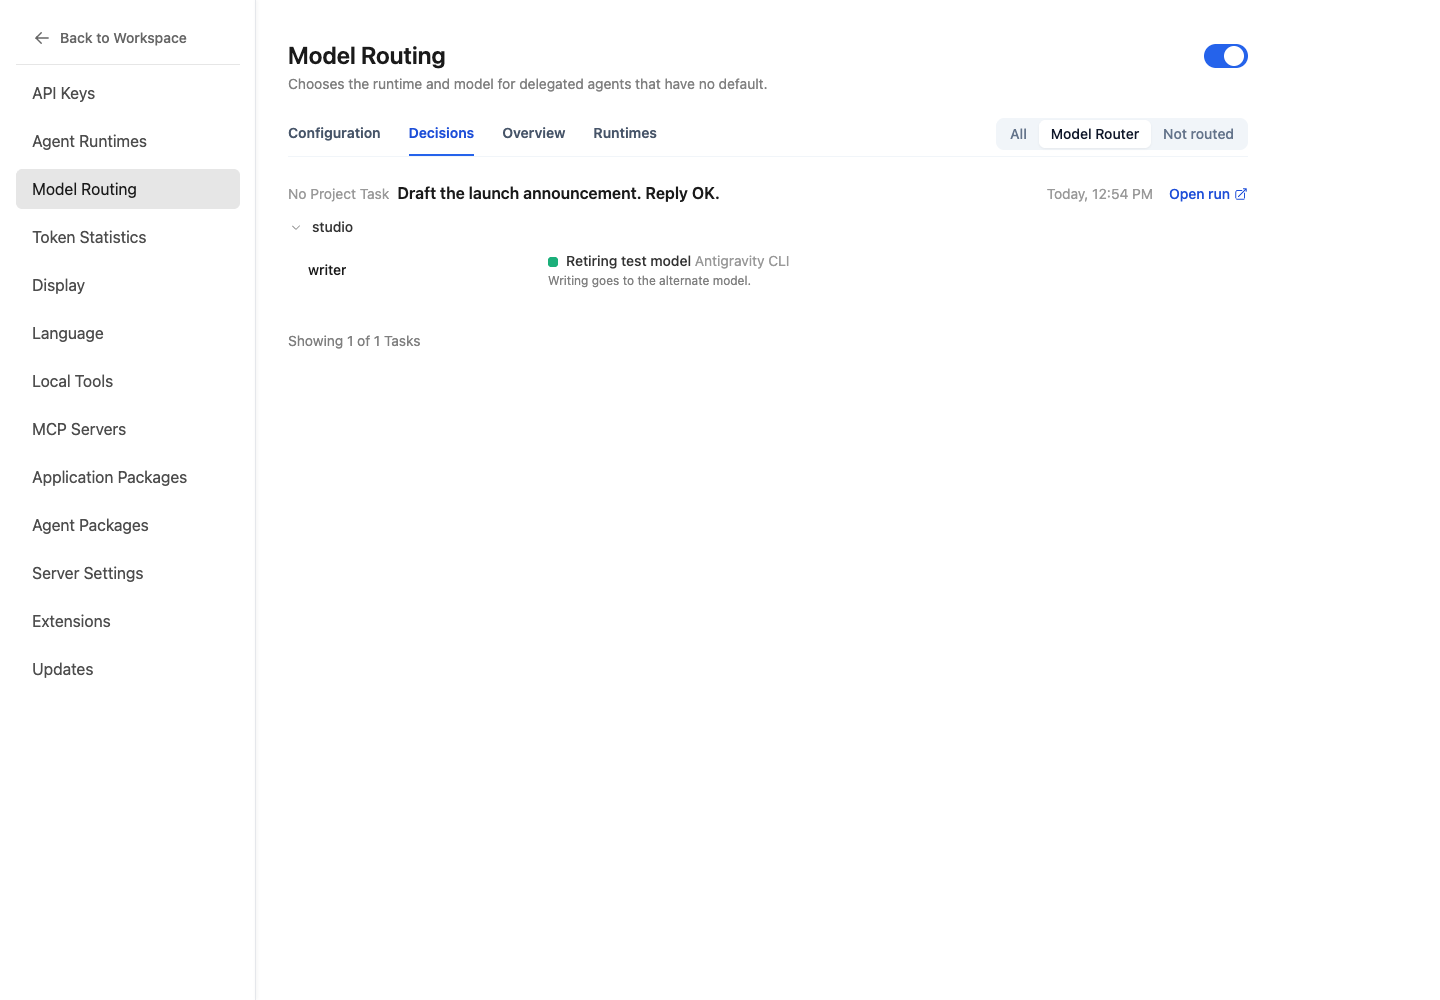 Back to Workspace
API Keys
Agent Runtimes
Model Routing
Token Statistics
Display
Language
Local Tools
MCP Servers
Application Packages
Agent Packages
Server Settings
Extensions
Updates
Model Routing
Chooses the runtime and model for delegated agents that have no default.
Configuration Decisions Overview Runtimes All Model Router Not routed
No Project Task Draft the launch announcement. Reply OK. Today, 12:54 PM Open run
studio
writer
Retiring test model Antigravity CLI
Writing goes to the alternate model.
Showing 1 of 1 Tasks